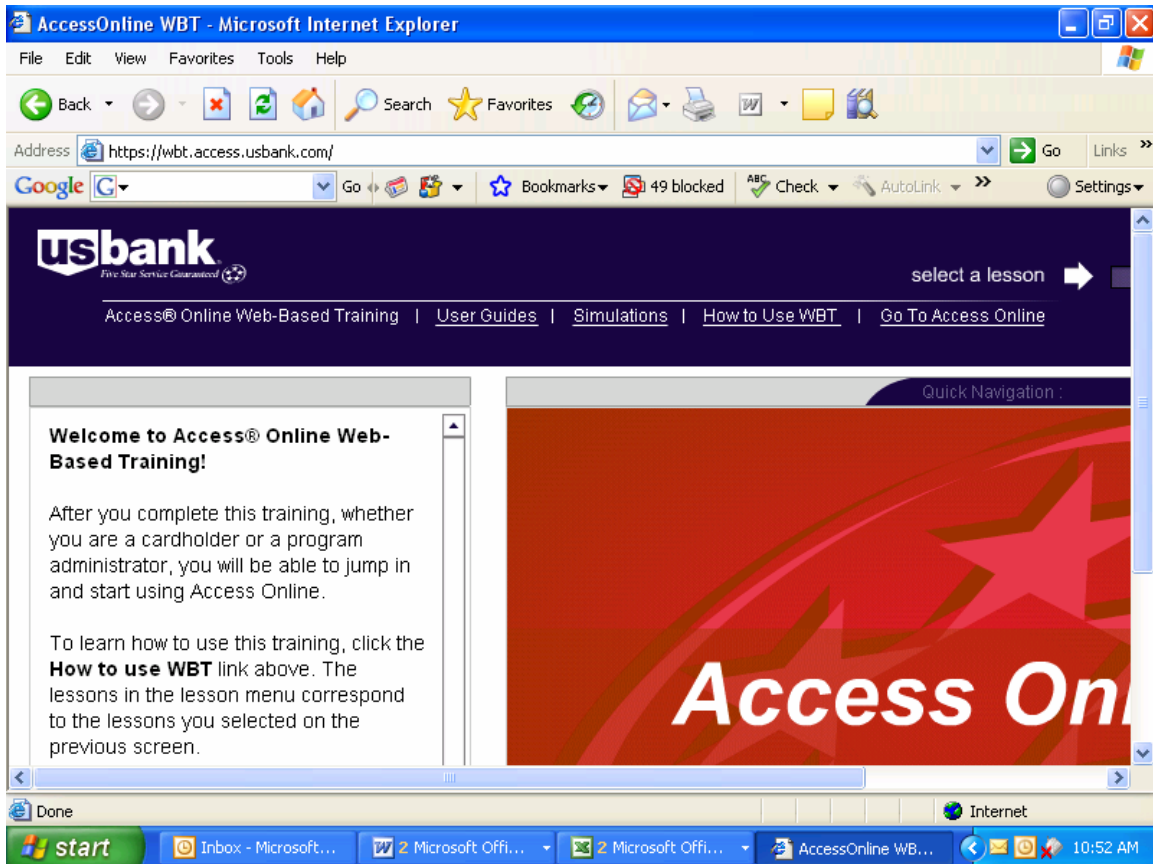 AccessOnline WBT - Microsoft Internet Explorer
File Edit View Favorites Tools Help
Back Search Favorites
Address https://wbt.access.usbank.com/ Go Links »
Google G Go Bookmarks 49 blocked ABC Check AutoLink » Settings
usbank
Five Star Service Guaranteed
select a lesson
Access® Online Web-Based Training | User Guides | Simulations | How to Use WBT | Go To Access Online
Quick Navigation :
Welcome to Access® Online Web-
Based Training!
After you complete this training, whether
you are a cardholder or a program
administrator, you will be able to jump in
and start using Access Online.
To learn how to use this training, click the
How to use WBT link above. The
lessons in the lesson menu correspond
to the lessons you selected on the
previous screen.
Access Onl
Done Internet
start Inbox - Microsoft... 2 Microsoft Offi... 2 Microsoft Offi... AccessOnline WB... 10:52 AM